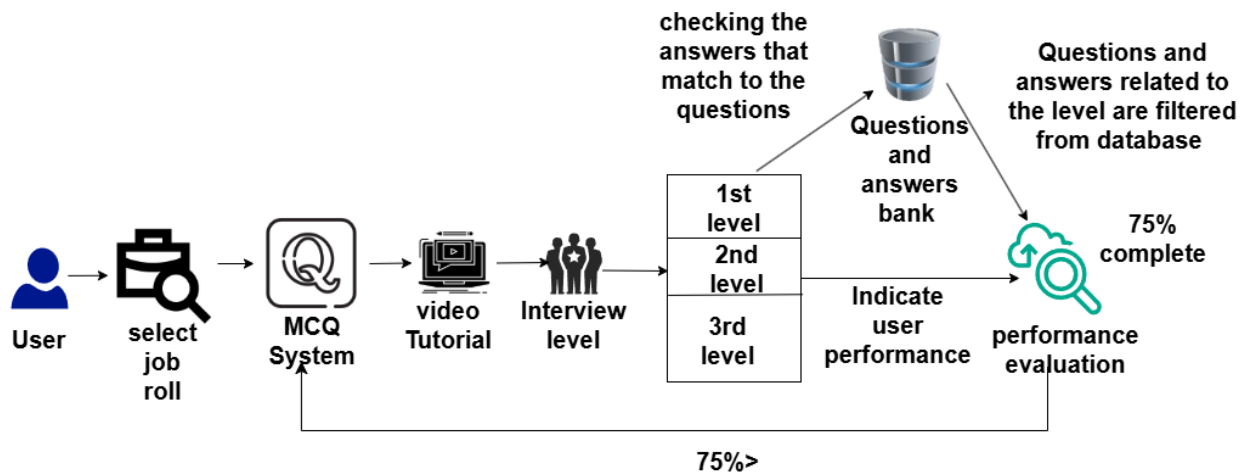 User
select
job
roll
Q
MCQ
System
video
Tutorial
Interview
level
1st
level
2nd
level
3rd
level
checking the
answers that
match to the
questions
Questions
and
answers
bank
Questions and
answers related to
the level are filtered
from database
Indicate
user
performance
75%
complete
performance
evaluation
75%>